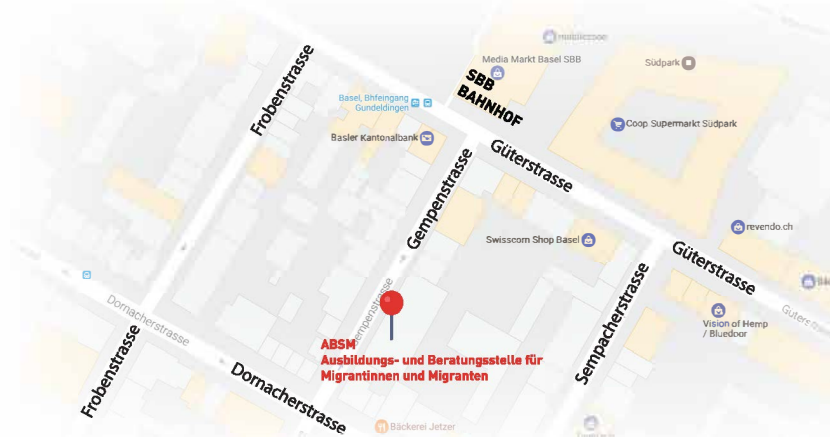 mobilezone
Media Markt Basel SBB
Südpark
SBB
BAHNHOF
Frobenstrasse
Basel, Bhfeingang
Gundeldingen
Basler Kantonalbank
Coop Supermarkt Südpark
Güterstrasse
Gempenstrasse
Swisscom Shop Basel
revendo.ch
Güterstrasse
Güterstrasse
Gempenstrasse
Sempacherstrasse
Vision of Hemp
/ Bluedoor
Dornacherstrasse
ABSM
Ausbildungs- und Beratungsstelle für
Migrantinnen und Migranten
Frobenstrasse
Dornacherstrasse
Bäckerei Jetzer